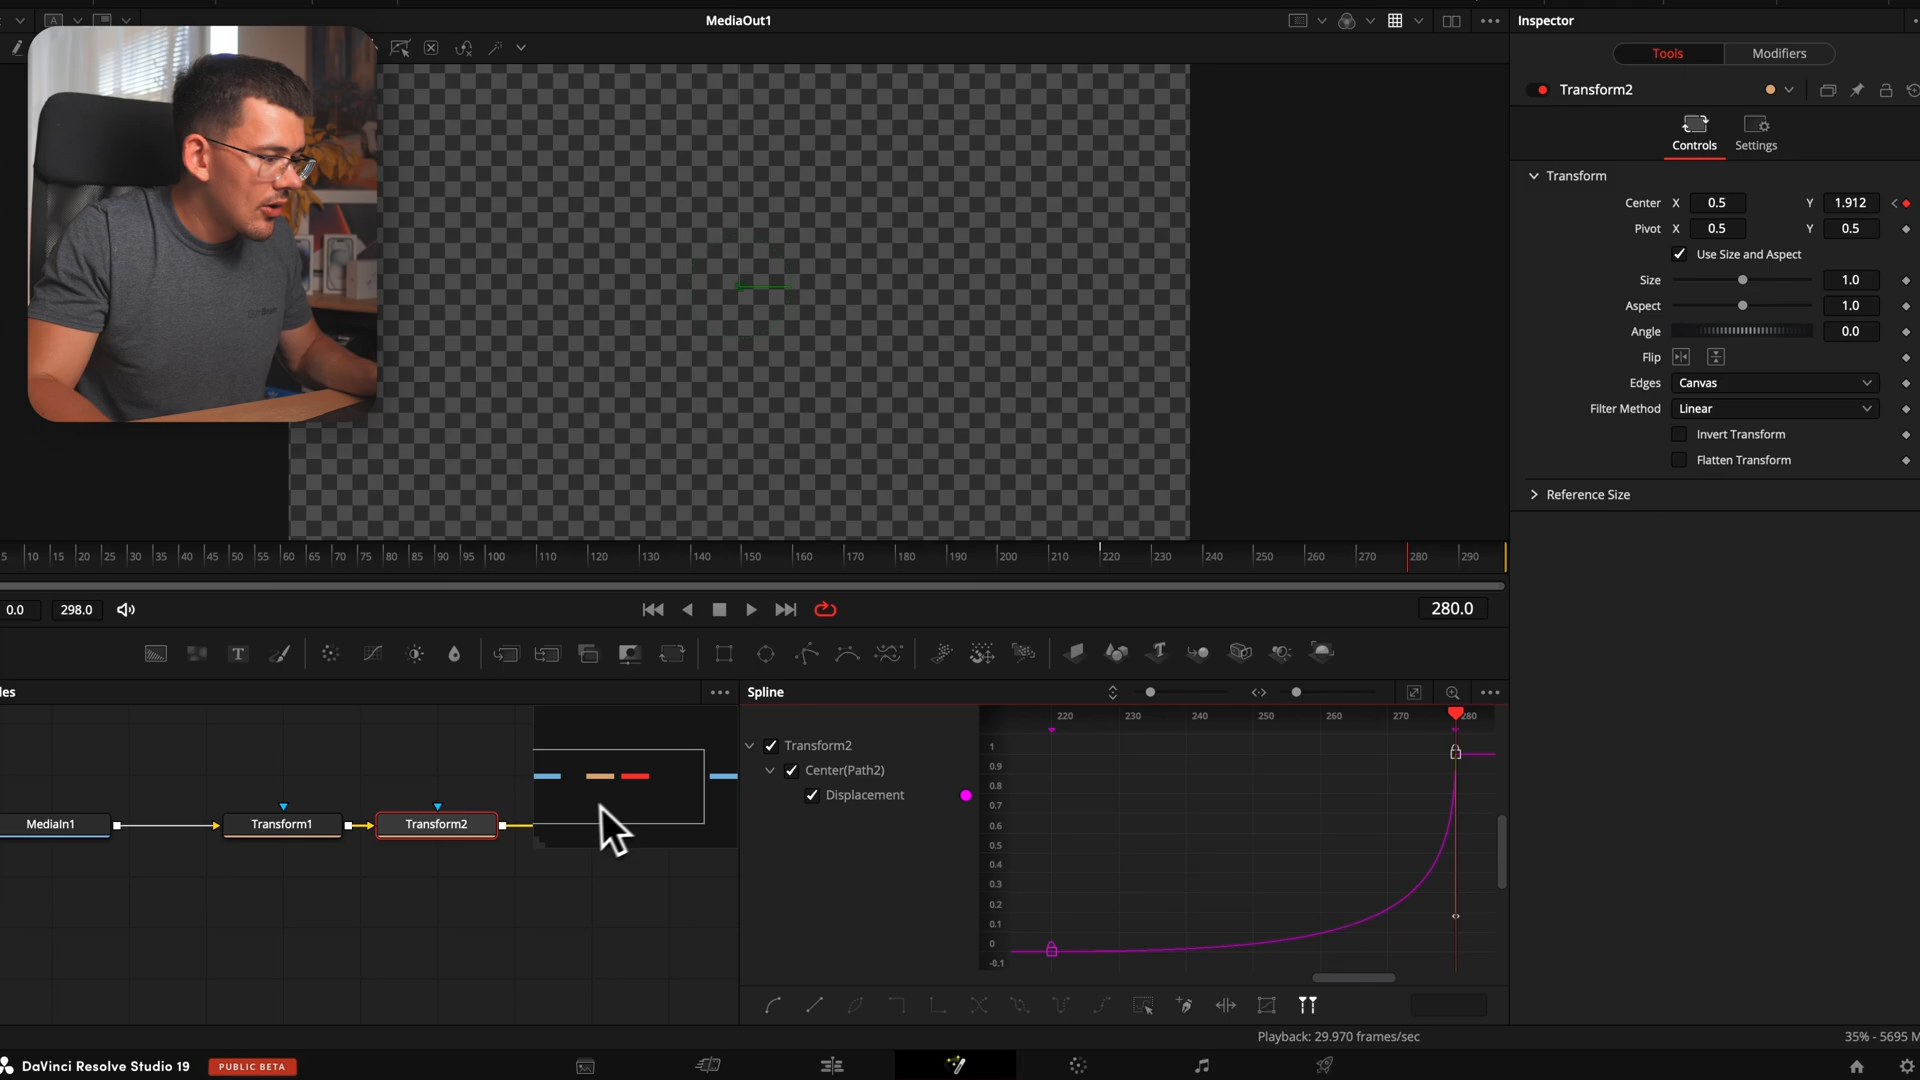 A
MediaOut1
Inspector
Tools
Modifiers
Transform2
Controls
Settings
Transform
Center X 0.5 Y 1.912
Pivot X 0.5 Y 0.5
Use Size and Aspect
Size 1.0
Aspect 1.0
Angle 0.0
Flip
Edges Canvas
Filter Method Linear
Invert Transform
Flatten Transform
Reference Size
5 10 15 20 25 30 35 40 45 50 55 60 65 70 75 80 85 90 95 100 110 120 130 140 150 160 170 180 190 200 210 220 230 240 250 260 270 280 290
0.0 298.0
280.0
T
T
les
Spline
220 230 240 250 260 270 280
Transform2
Center(Path2)
Displacement
1
0.9
0.8
0.7
0.6
0.5
0.4
0.3
0.2
0.1
0
-0.1
MediaIn1
Transform1
Transform2
Playback: 29.970 frames/sec
35% - 5695 M
DaVinci Resolve Studio 19
PUBLIC BETA